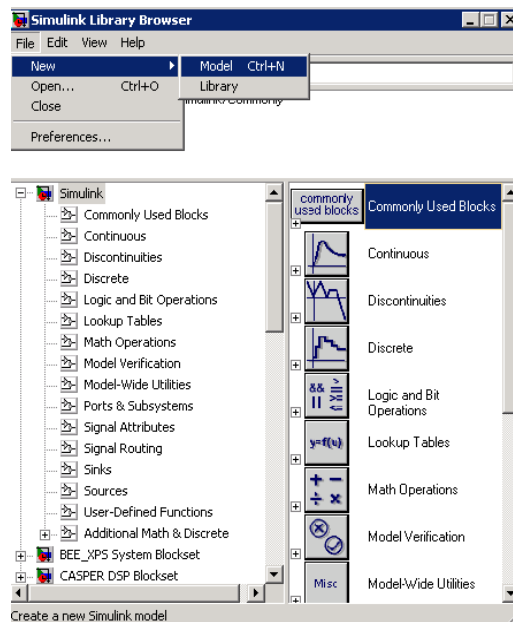 Simulink Library Browser
File Edit View Help
New
Open... Ctrl+O
Close
Preferences...
Model Ctrl+N
Library
Simulink
Commonly Used Blocks
Continuous
Discontinuities
Discrete
Logic and Bit Operations
Lookup Tables
Math Operations
Model Verification
Model-Wide Utilities
Ports & Subsystems
Signal Attributes
Signal Routing
Sinks
Sources
User-Defined Functions
Additional Math & Discrete
BEE_XPS System Blockset
CASPER DSP Blockset
commonly
used blocks
Commonly Used Blocks
Continuous
Discontinuities
Discrete
&& > || >= <=
Logic and Bit
Operations
y=f(u)
Lookup Tables
+ − ÷ ×
Math Operations
Model Verification
Misc
Model-Wide Utilities
Create a new Simulink model